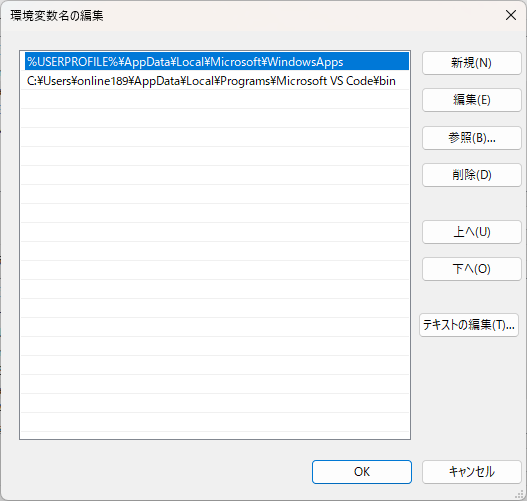 環境変数名の編集
%USERPROFILE%¥AppData¥Local¥Microsoft¥WindowsApps
C:¥Users¥online189¥AppData¥Local¥Programs¥Microsoft VS Code¥bin
新規(N)
編集(E)
参照(B)...
削除(D)
上へ(U)
下へ(O)
テキストの編集(T)...
OK
キャンセル